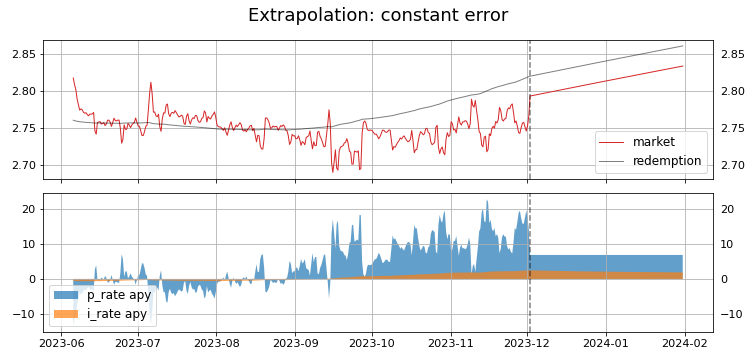 Extrapolation: constant error
2.85 2.85
2.80 2.80
2.75 2.75
2.70 2.70
market
redemption
20 20
10 10
0 0
−10 −10
p_rate apy
i_rate apy
2023-06 2023-07 2023-08 2023-09 2023-10 2023-11 2023-12 2024-01 2024-02